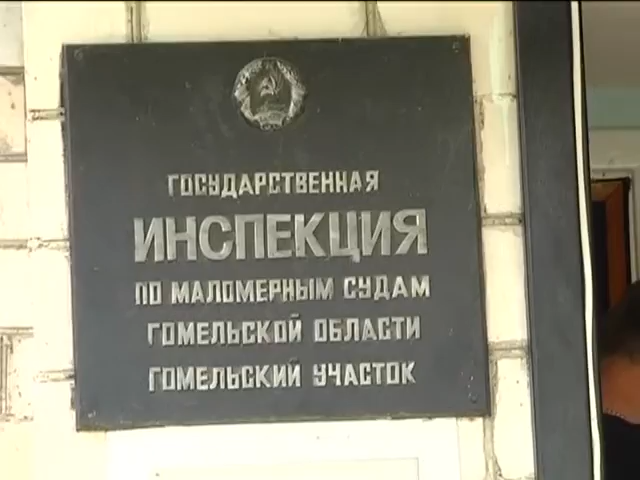 ГОСУДАРСТВЕННАЯ
ИНСПЕКЦИЯ
ПО МАЛОМЕРНЫМ СУДАМ
ГОМЕЛЬСКОЙ ОБЛАСТИ
ГОМЕЛЬСКИЙ УЧАСТОК